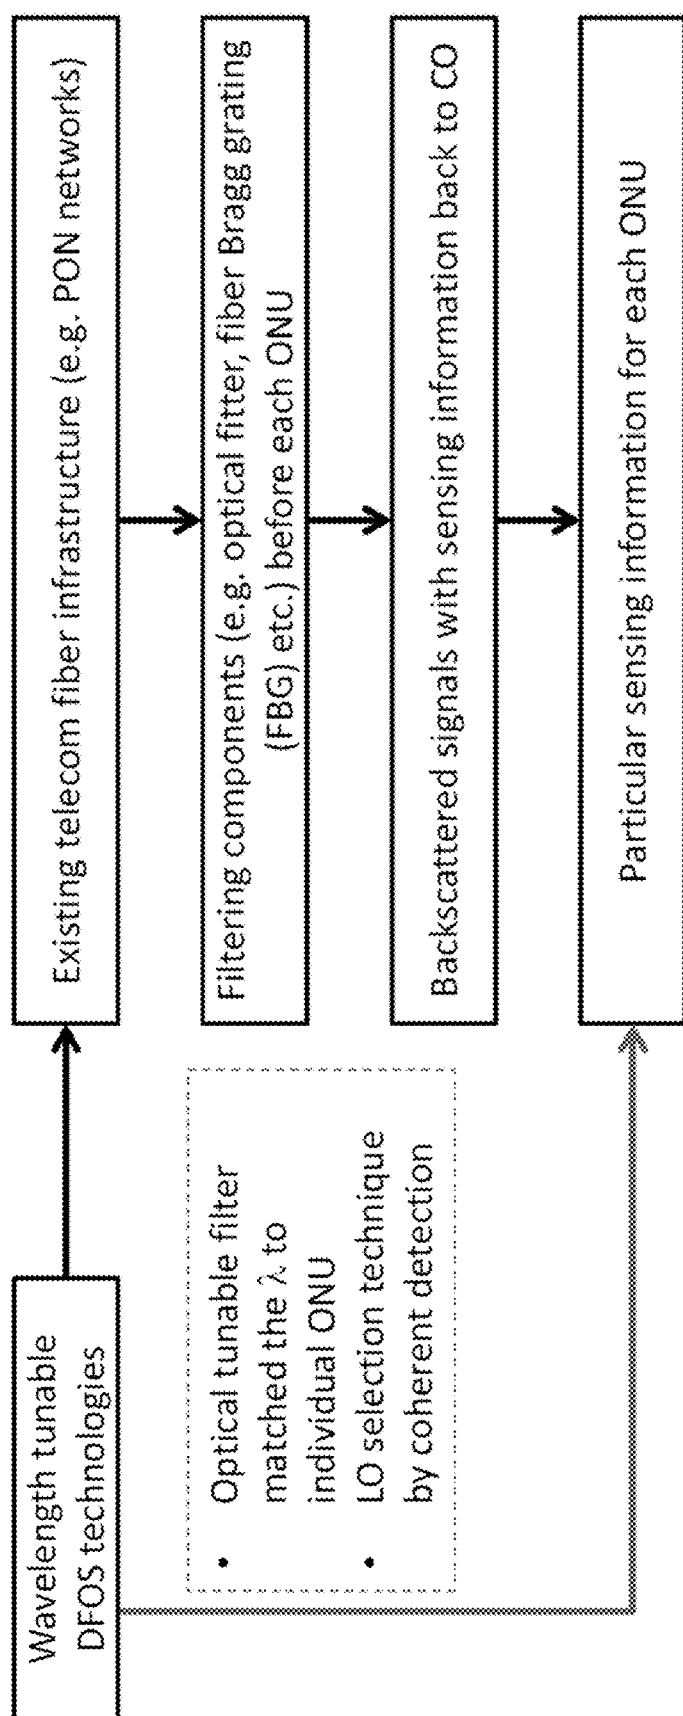 Wavelength tunable
DFOS technologies
Existing telecom fiber infrastructure (e.g. PON networks)
Filtering components (e.g. optical fitter, fiber Bragg grating
(FBG) etc.) before each ONU
Backscattered signals with sensing information back to CO
Particular sensing information for each ONU
• Optical tunable filter
matched the λ to
individual ONU
• LO selection technique
by coherent detection